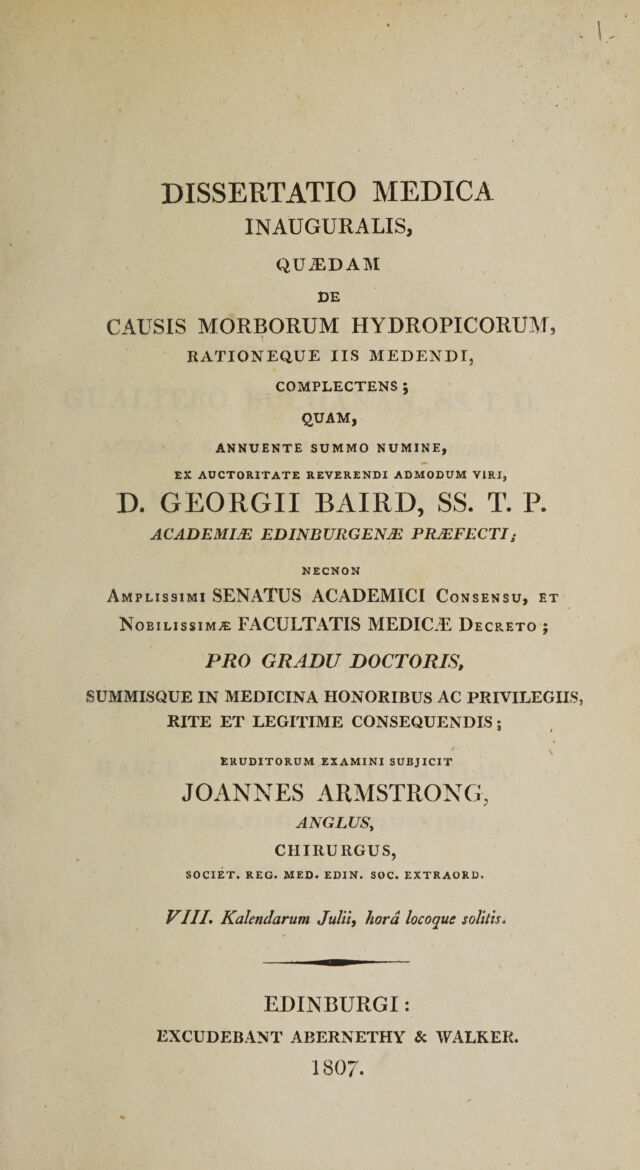 1.
DISSERTATIO MEDICA
INAUGURALIS,
QUÆDAM
DE
CAUSIS MORBORUM HYDROPICORUM,
RATIONEQUE IIS MEDENDI,
COMPLECTENS;
QUAM,
ANNUENTE SUMMO NUMINE,
EX AUCTORITATE REVERENDI ADMODUM VIRI,
D. GEORGII BAIRD, SS. T. P.
ACADEMIÆ EDINBURGENÆ PRÆFECTI;
NECNON
AMPLISSIMI SENATUS ACADEMICI CONSENSU, ET
NOBILISSIMÆ FACULTATIS MEDICÆ DECRETO;
PRO GRADU DOCTORIS,
SUMMISQUE IN MEDICINA HONORIBUS AC PRIVILEGIIS,
RITE ET LEGITIME CONSEQUENDIS;
ERUDITORUM EXAMINI SUBJICIT
JOANNES ARMSTRONG,
ANGLUS,
CHIRURGUS,
SOCIET. REG. MED. EDIN. SOC. EXTRAORD.
VIII. Kalendarum Julii, horâ locoque solitis.
EDINBURGI:
EXCUDEBANT ABERNETHY & WALKER.
1807.